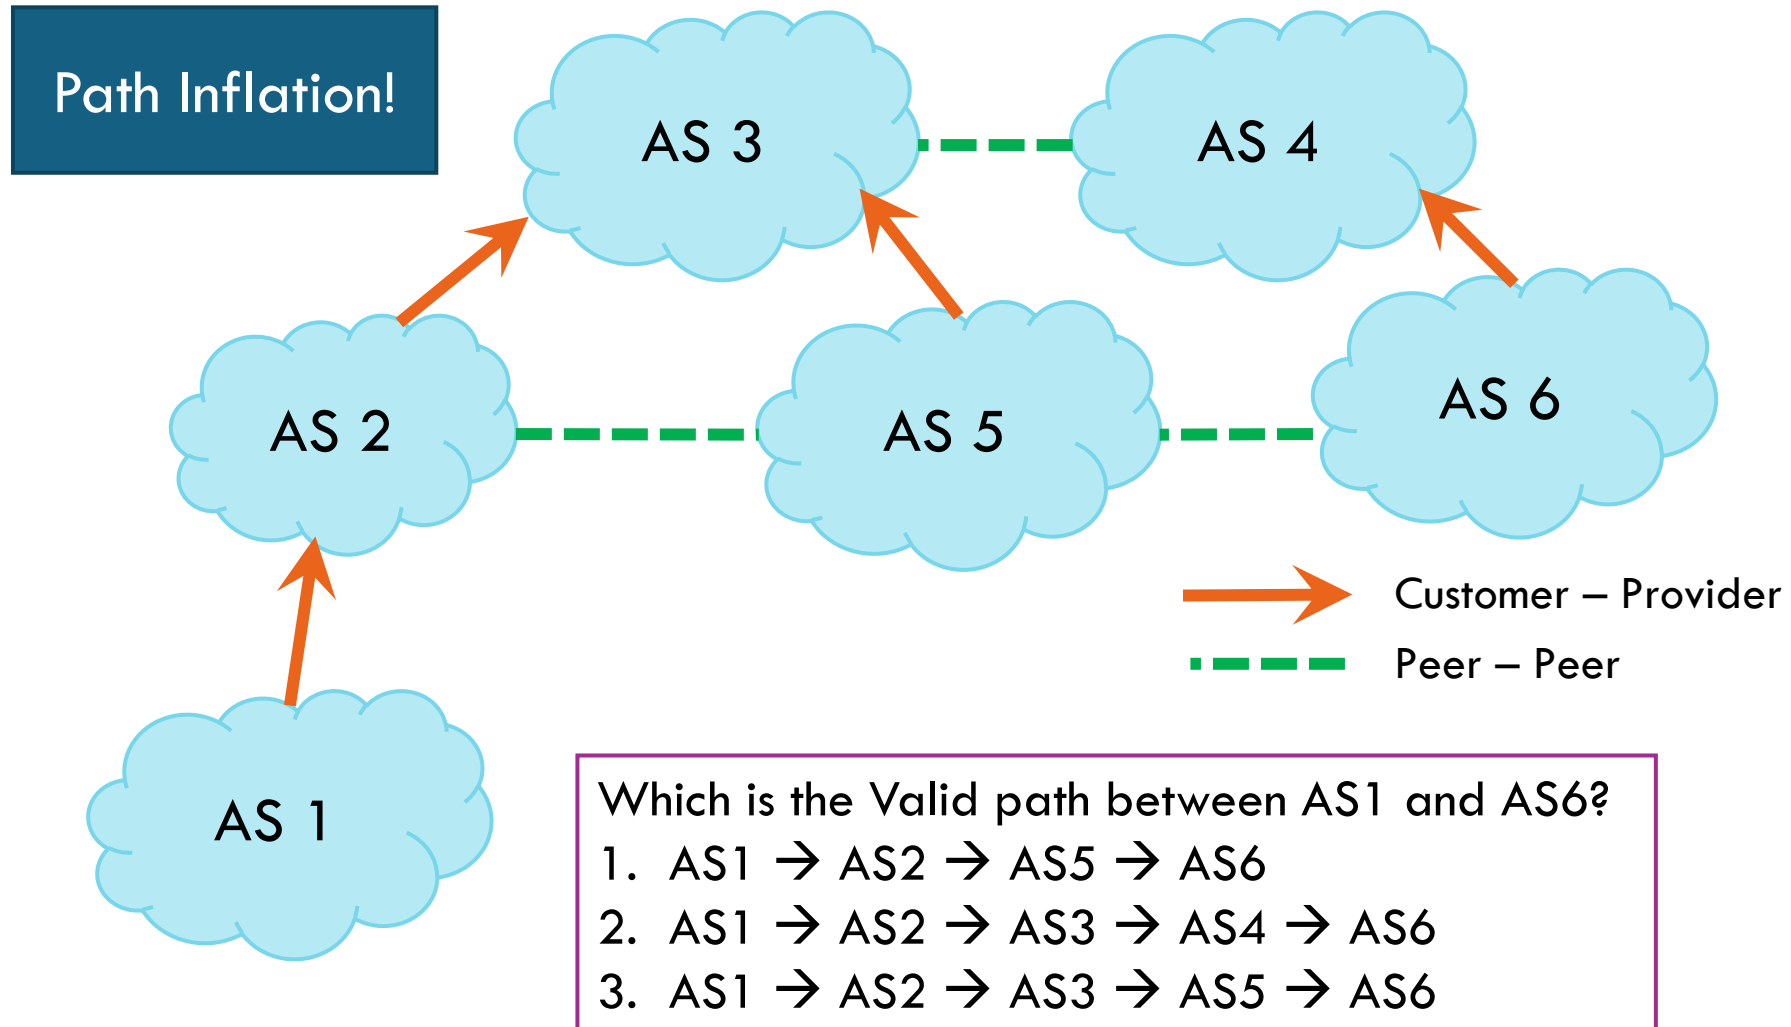 Path Inflation!
AS 3
AS 4
AS 2
AS 5
AS 6
Customer – Provider
Peer – Peer
AS 1
Which is the Valid path between AS1 and AS6?
1. AS1 → AS2 → AS5 → AS6
2. AS1 → AS2 → AS3 → AS4 → AS6
3. AS1 → AS2 → AS3 → AS5 → AS6